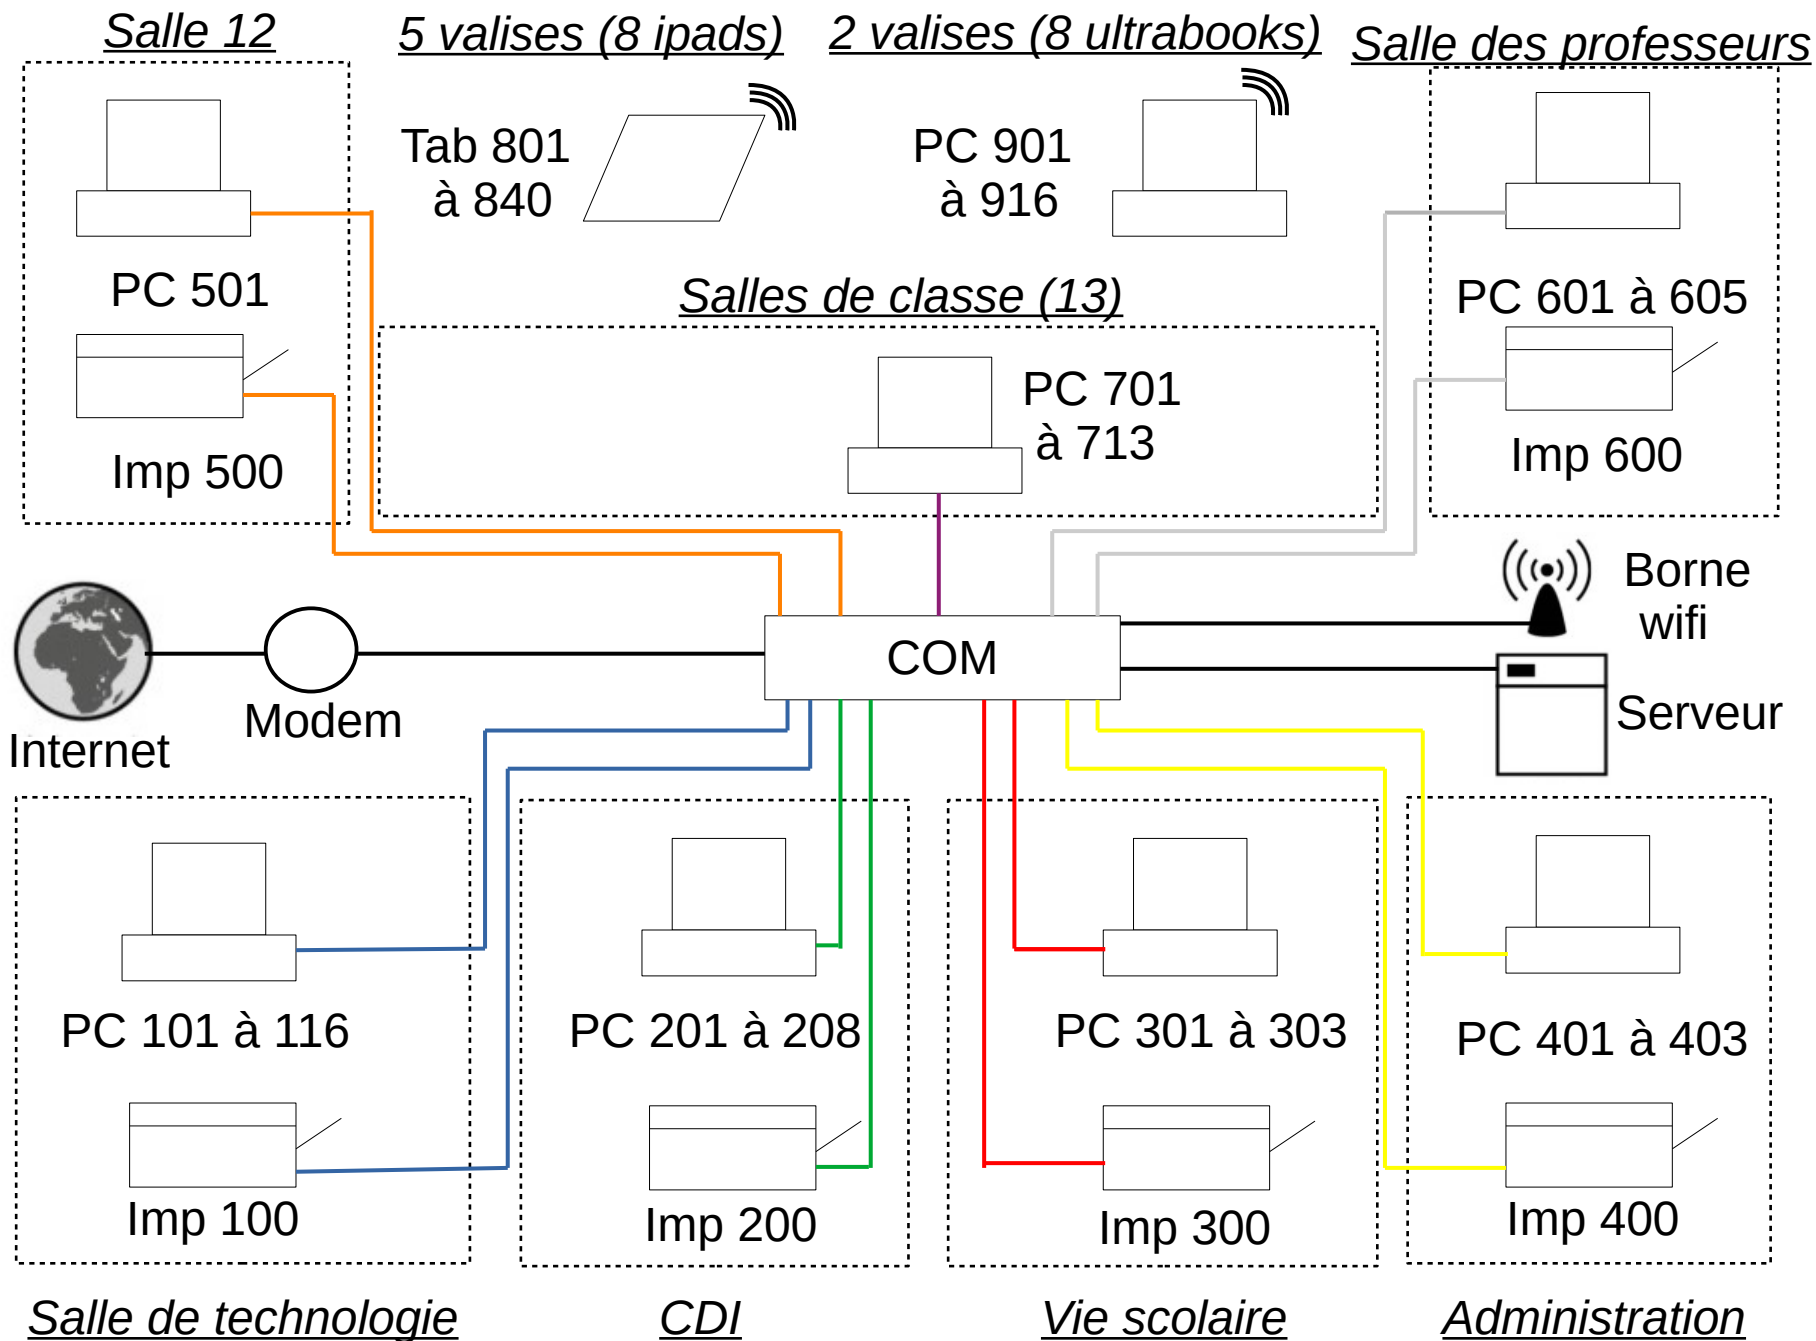 Salle 12
5 valises (8 ipads)
2 valises (8 ultrabooks)
Salle des professeurs
Tab 801
à 840
PC 901
à 916
PC 501
Salles de classe (13)
PC 601 à 605
PC 701
à 713
Imp 500
Imp 600
Borne
wifi
COM
Internet
Modem
Serveur
PC 101 à 116
PC 201 à 208
PC 301 à 303
PC 401 à 403
Imp 100
Imp 200
Imp 300
Imp 400
Salle de technologie
CDI
Vie scolaire
Administration